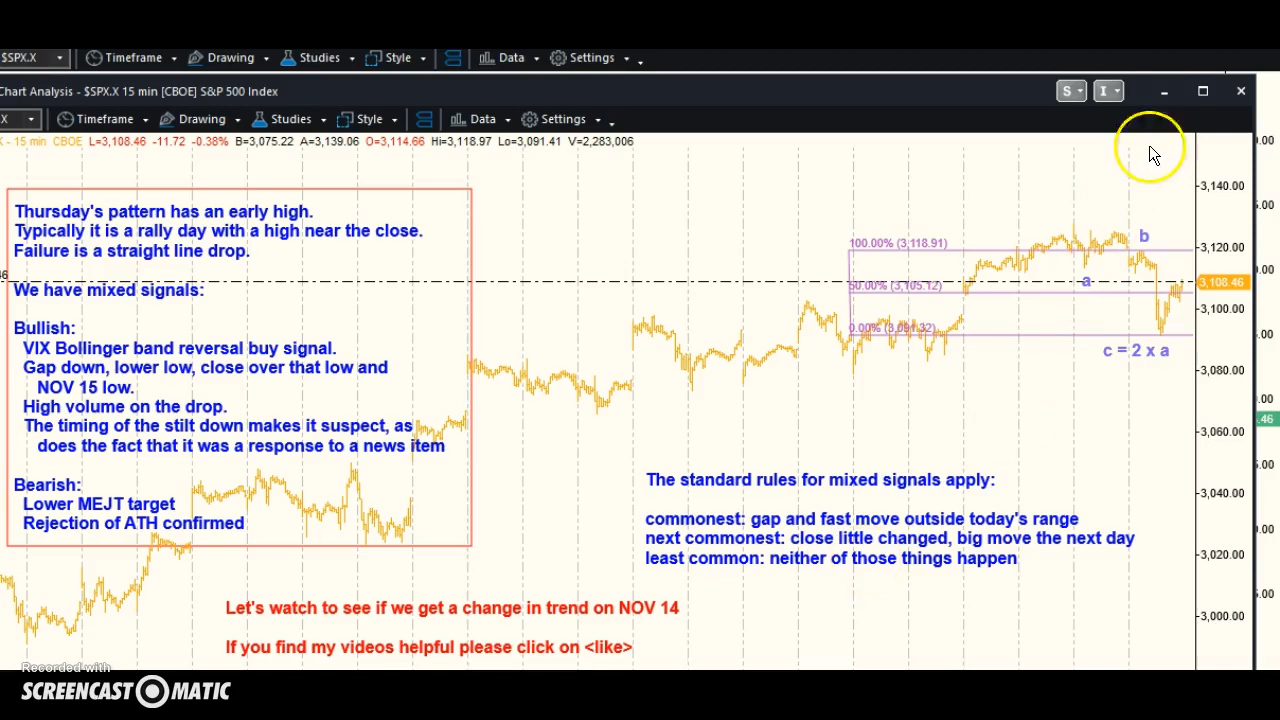 $SPX.X Timeframe Drawing Studies Style Data Settings
Chart Analysis - $SPX.X 15 min [CBOE] S&P 500 Index
S I
X Timeframe Drawing Studies Style Data Settings
X - 15 min CBOE L=3,108.46 -11.72 -0.38% B=3,075.22 A=3,139.06 O=3,114.66 Hi=3,118.97 Lo=3,091.41 V=2,283,006
Thursday's pattern has an early high.
Typically it is a rally day with a high near the close.
Failure is a straight line drop.
We have mixed signals:
Bullish:
VIX Bollinger band reversal buy signal.
Gap down, lower low, close over that low and
NOV 15 low.
High volume on the drop.
The timing of the stilt down makes it suspect, as
does the fact that it was a response to a news item
Bearish:
Lower MEJT target
Rejection of ATH confirmed
100.00% (3,118.91)
50.00% (3,105.12)
0.00% (3,091.32)
b
a
c = 2 x a
3,140.00
3,120.00
3,108.46
3,100.00
3,080.00
3,060.00
3,040.00
3,020.00
3,000.00
The standard rules for mixed signals apply:
commonest: gap and fast move outside today's range
next commonest: close little changed, big move the next day
least common: neither of those things happen
Let's watch to see if we get a change in trend on NOV 14
If you find my videos helpful please click on <like>
Recorded with
SCREENCAST O MATIC